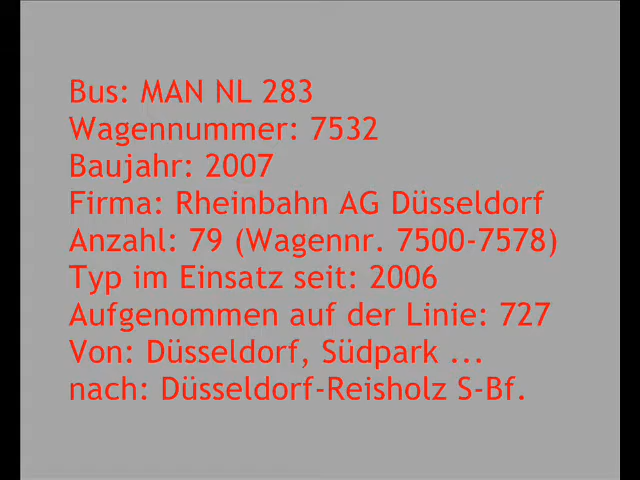 Bus: MAN NL 283
Wagennummer: 7532
Baujahr: 2007
Firma: Rheinbahn AG Düsseldorf
Anzahl: 79 (Wagennr. 7500-7578)
Typ im Einsatz seit: 2006
Aufgenommen auf der Linie: 727
Von: Düsseldorf, Südpark ...
nach: Düsseldorf-Reisholz S-Bf.